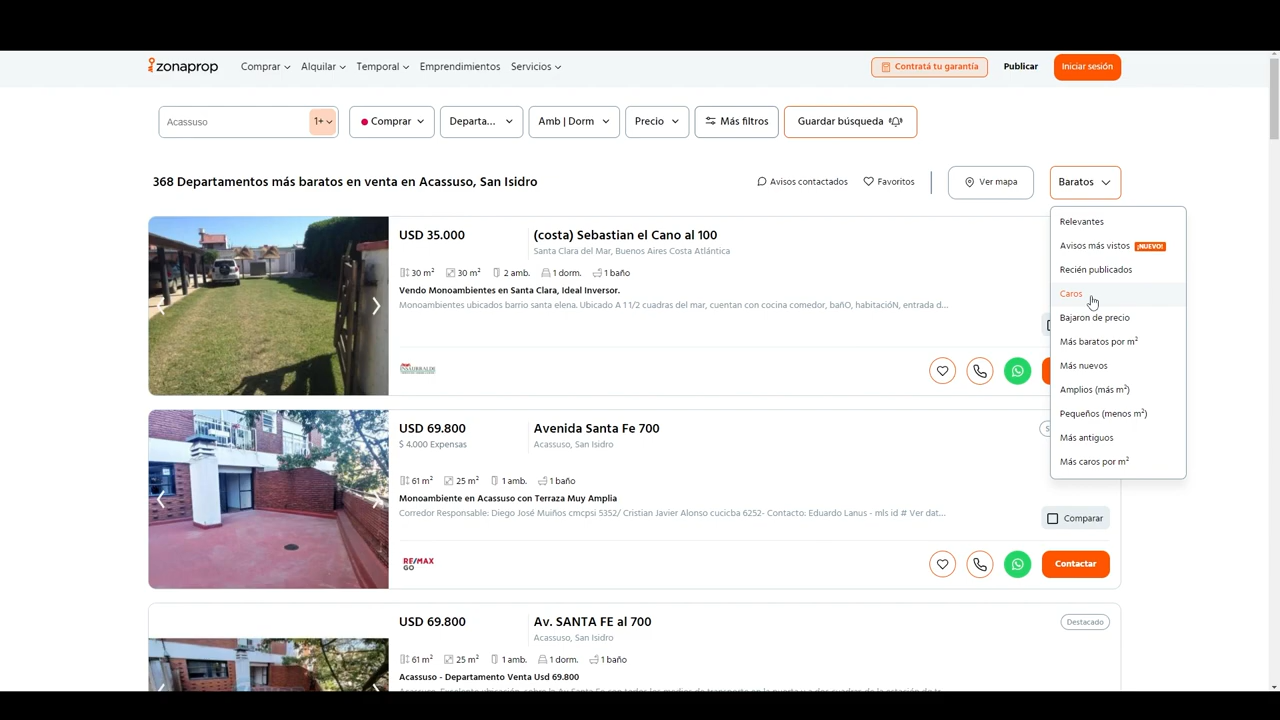 zonaprop
Comprar
Alquilar
Temporal
Emprendimientos
Servicios
Contratá tu garantía
Publicar
Iniciar sesión
Acassuso
1+
Comprar
Departa...
Amb | Dorm
Precio
Más filtros
Guardar búsqueda
368 Departamentos más baratos en venta en Acassuso, San Isidro
Avisos contactados
Favoritos
Ver mapa
Baratos
Relevantes
Avisos más vistos ¡NUEVO!
Recién publicados
Caros
Bajaron de precio
Más baratos por m²
Más nuevos
Amplios (más m²)
Pequeños (menos m²)
Más antiguos
Más caros por m²
USD 35.000
(costa) Sebastian el Cano al 100
Santa Clara del Mar, Buenos Aires Costa Atlántica
30 m² 30 m² 2 amb. 1 dorm. 1 baño
Vendo Monoambientes en Santa Clara, Ideal Inversor.
Monoambientes ubicados barrio santa elena. Ubicado A 1 1/2 cuadras del mar, cuentan con cocina comedor, bañO, habitacióN, entrada d...
USD 69.800
$ 4.000 Expensas
Avenida Santa Fe 700
Acassuso, San Isidro
61 m² 25 m² 1 amb. 1 baño
Monoambiente en Acassuso con Terraza Muy Amplia
Corredor Responsable: Diego José Muiños cmcpsi 5352/ Cristian Javier Alonso cucicba 6252- Contacto: Eduardo Lanus - mls id # Ver dat...
Comparar
RE/MAX
GO
Contactar
USD 69.800
Av. SANTA FE al 700
Acassuso, San Isidro
Destacado
61 m² 25 m² 1 amb. 1 dorm. 1 baño
Acassuso - Departamento Venta Usd 69.800